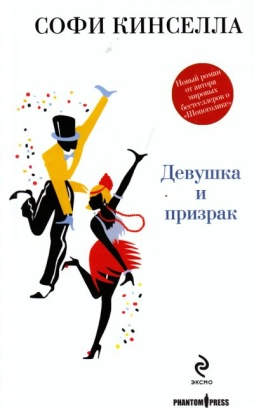 СОФИ КИНСЕЛЛА
Новый роман
от автора
мировых
бестселлеров о
«Шопоголике»
Девушка
и
призрак
ЭКСМО
PHANTOM PRESS